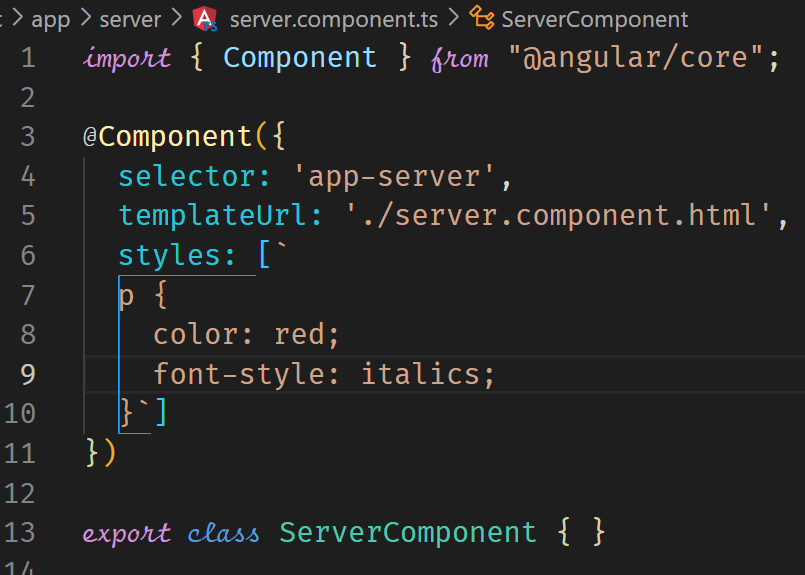 app > server > server.component.ts > ServerComponent
1 import { Component } from "@angular/core";
2
3 @Component({
4   selector: 'app-server',
5   templateUrl: './server.component.html',
6   styles: [`
7   p {
8     color: red;
9     font-style: italics;
10   }`]
11 })
12
13 export class ServerComponent { }
14